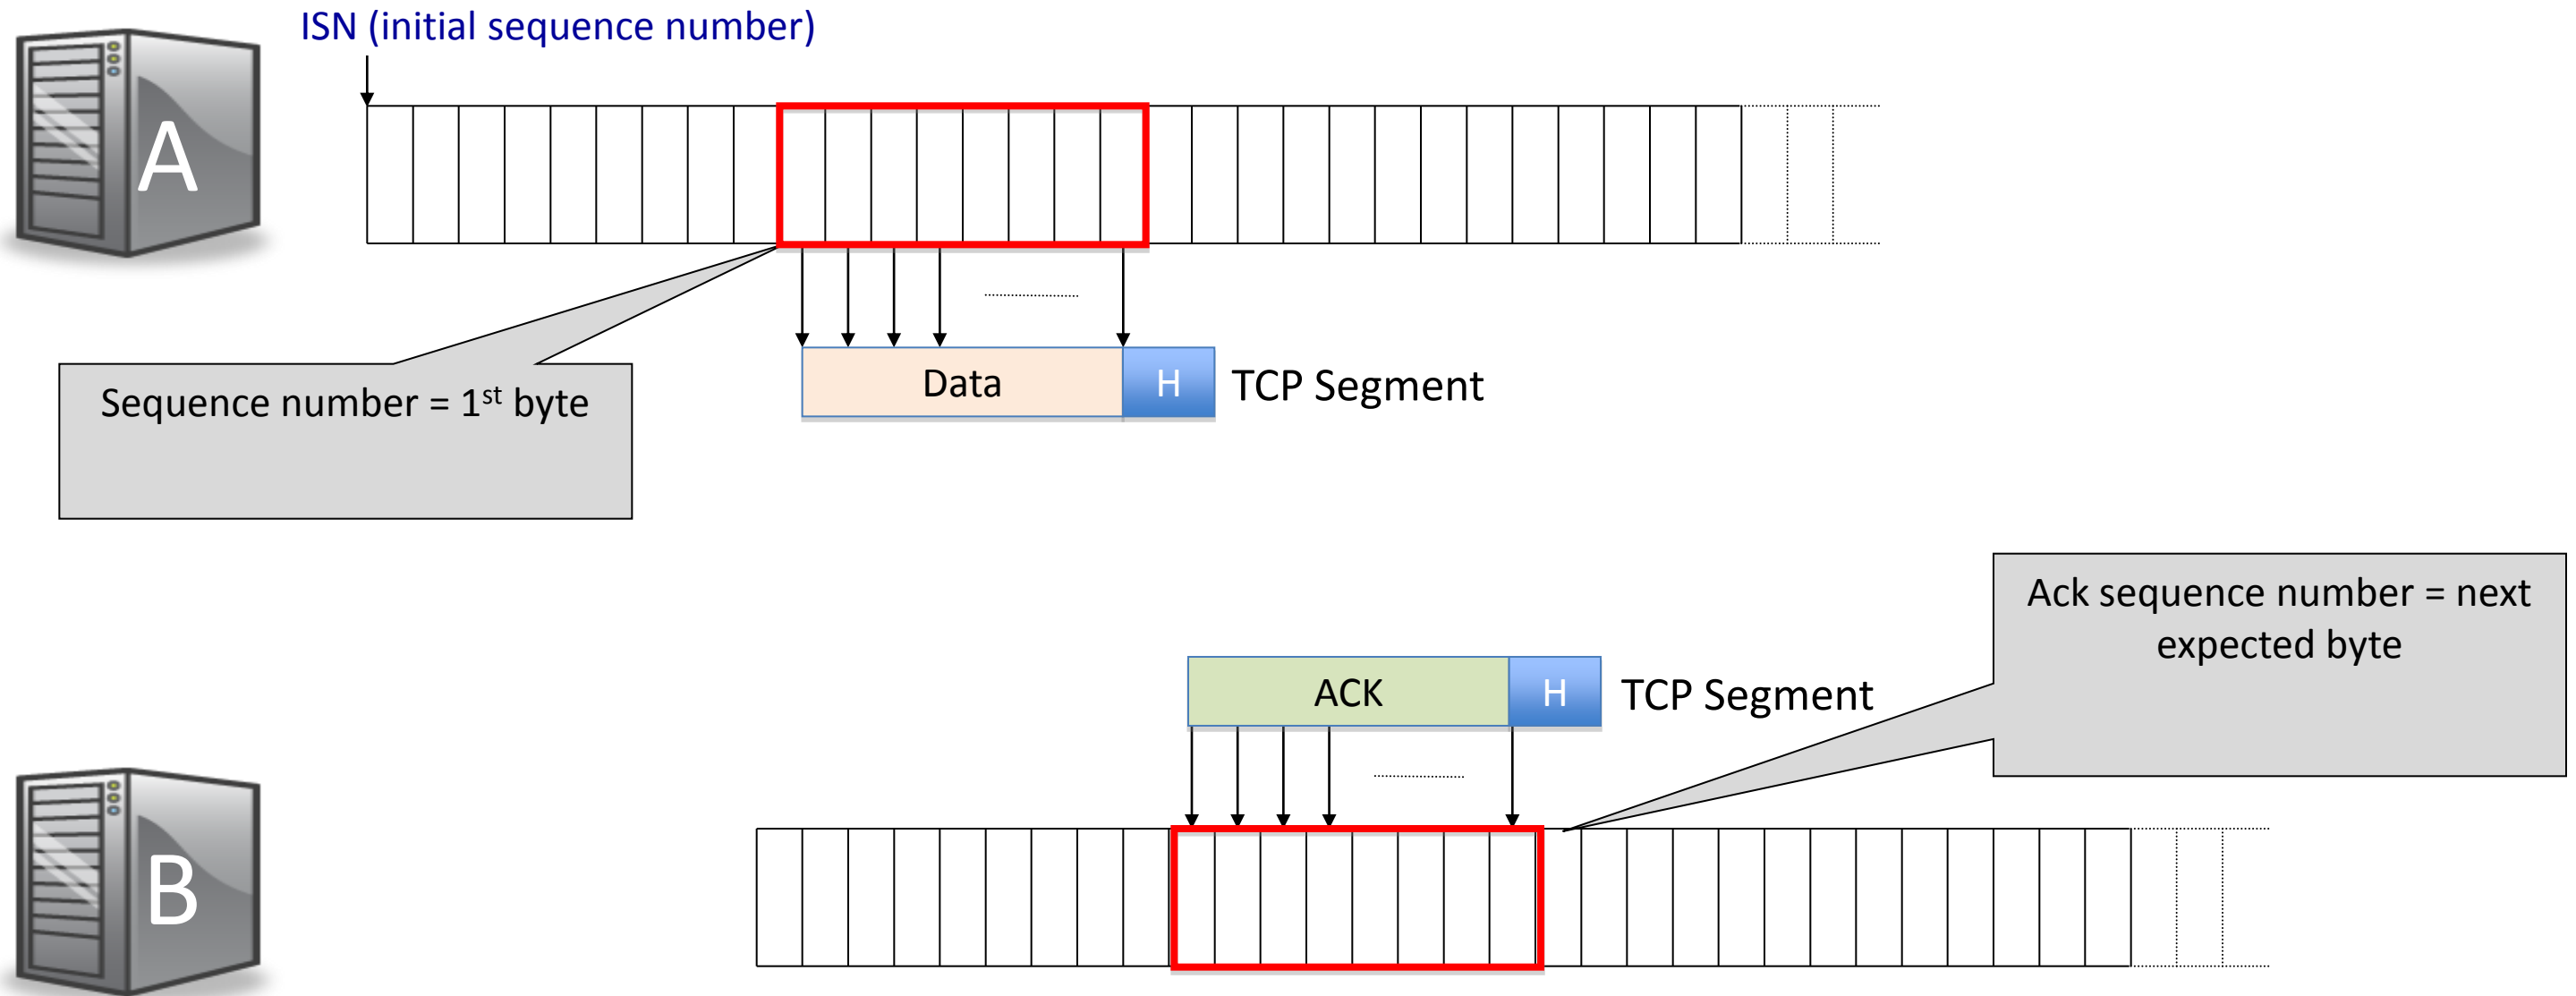 ISN (initial sequence number)
A
Sequence number = 1st byte
Data
H
TCP Segment
Ack sequence number = next
expected byte
ACK
H
TCP Segment
B